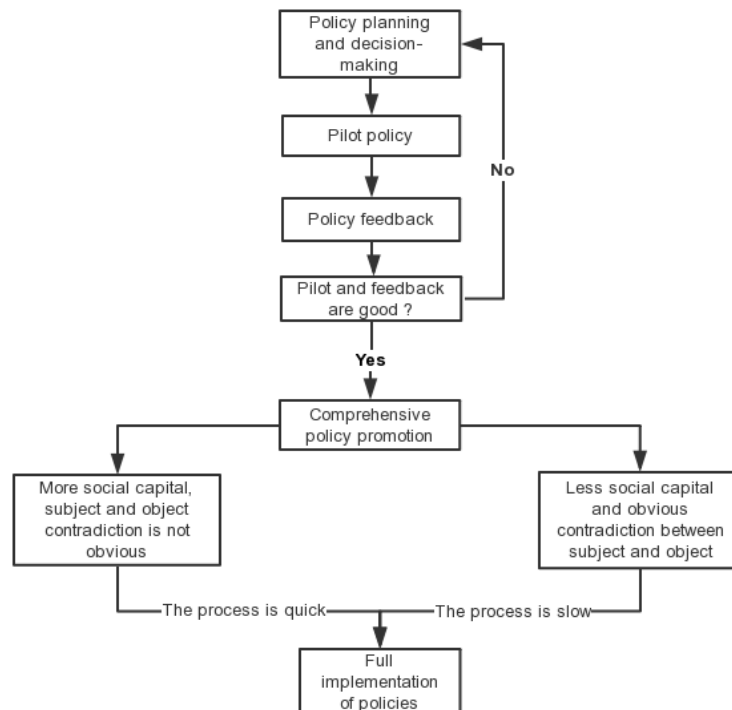 Policy planning
and decision-
making
Pilot policy
No
Policy feedback
Pilot and feedback
are good ?
Yes
Comprehensive
policy promotion
More social capital,
subject and object
contradiction is not
obvious
Less social capital
and obvious
contradiction between
subject and object
The process is quick
The process is slow
Full
implementation
of policies